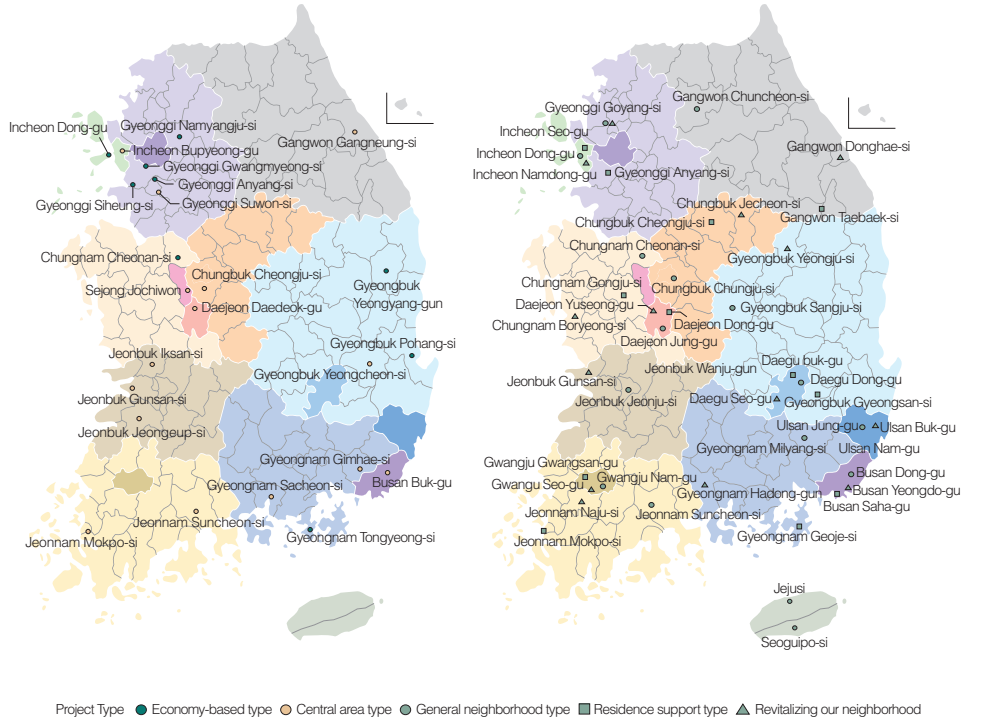 Incheon Dong-gu
Gyeonggi Namyangju-si
Gangwon Gangneung-si
Incheon Bupyeong-gu
Gyeonggi Gwangmyeong-si
Gyeonggi Anyang-si
Gyeonggi Siheung-si
Gyeonggi Suwon-si
Chungnam Cheonan-si
Chungbuk Cheongju-si
Sejong Jochiwon
Gyeongbuk
Yeongyang-gun
Daejeon Daedeok-gu
Gyeongbuk Pohang-si
Jeonbuk Iksan-si
Gyeongbuk Yeongcheon-si
Jeonbuk Gunsan-si
Jeonbuk Jeongeup-si
Gyeongnam Gimhae-si
Busan Buk-gu
Gyeongnam Sacheon-si
Jeonnam Suncheon-si
Jeonnam Mokpo-si
Gyeongnam Tongyeong-si
Gangwon Chuncheon-si
Gyeonggi Goyang-si
Incheon Seo-gu
Gangwon Donghae-si
Incheon Dong-gu
Incheon Namdong-gu
Gyeonggi Anyang-si
Chungbuk Jecheon-si
Gangwon Taebaek-si
Chungbuk Cheongju-si
Chungnam Cheonan-si
Gyeongbuk Yeongju-si
Chungnam Gongju-si
Chungbuk Chungju-si
Daejeon Yuseong-gu
Gyeongbuk Sangju-si
Chungnam Boryeong-si
Daejeon Dong-gu
Daejeon Jung-gu
Daegu buk-gu
Jeonbuk Wanju-gun
Jeonbuk Gunsan-si
Daegu Dong-gu
Jeonbuk Jeonju-si
Daegu Seo-gu
Gyeongbuk Gyeongsan-si
Ulsan Jung-gu
Ulsan Buk-gu
Gyeongnam Milyang-si
Ulsan Nam-gu
Gwangju Gwangsan-gu
Gwangju Nam-gu
Busan Dong-gu
Gwangu Seo-gu
Gyeongnam Hadong-gun
Busan Yeongdo-gu
Busan Saha-gu
Jeonnam Naju-si
Jeonnam Suncheon-si
Jeonnam Mokpo-si
Gyeongnam Geoje-si
Jejusi
Seoguipo-si
Project Type Economy-based type Central area type General neighborhood type Residence support type Revitalizing our neighborhood